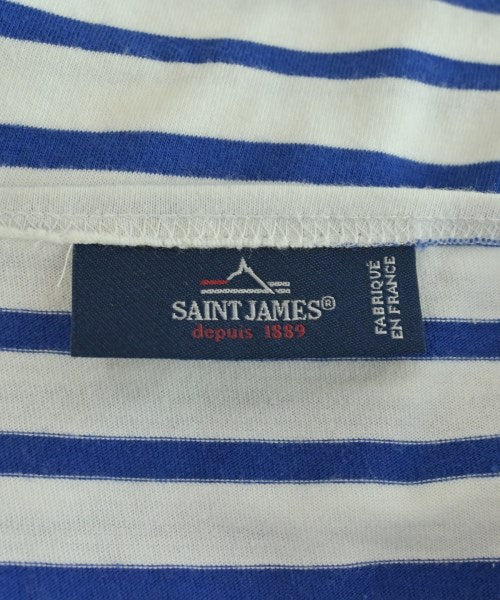 SAINT JAMES®
depuis 1889
FABRIQUÉ
EN FRANCE